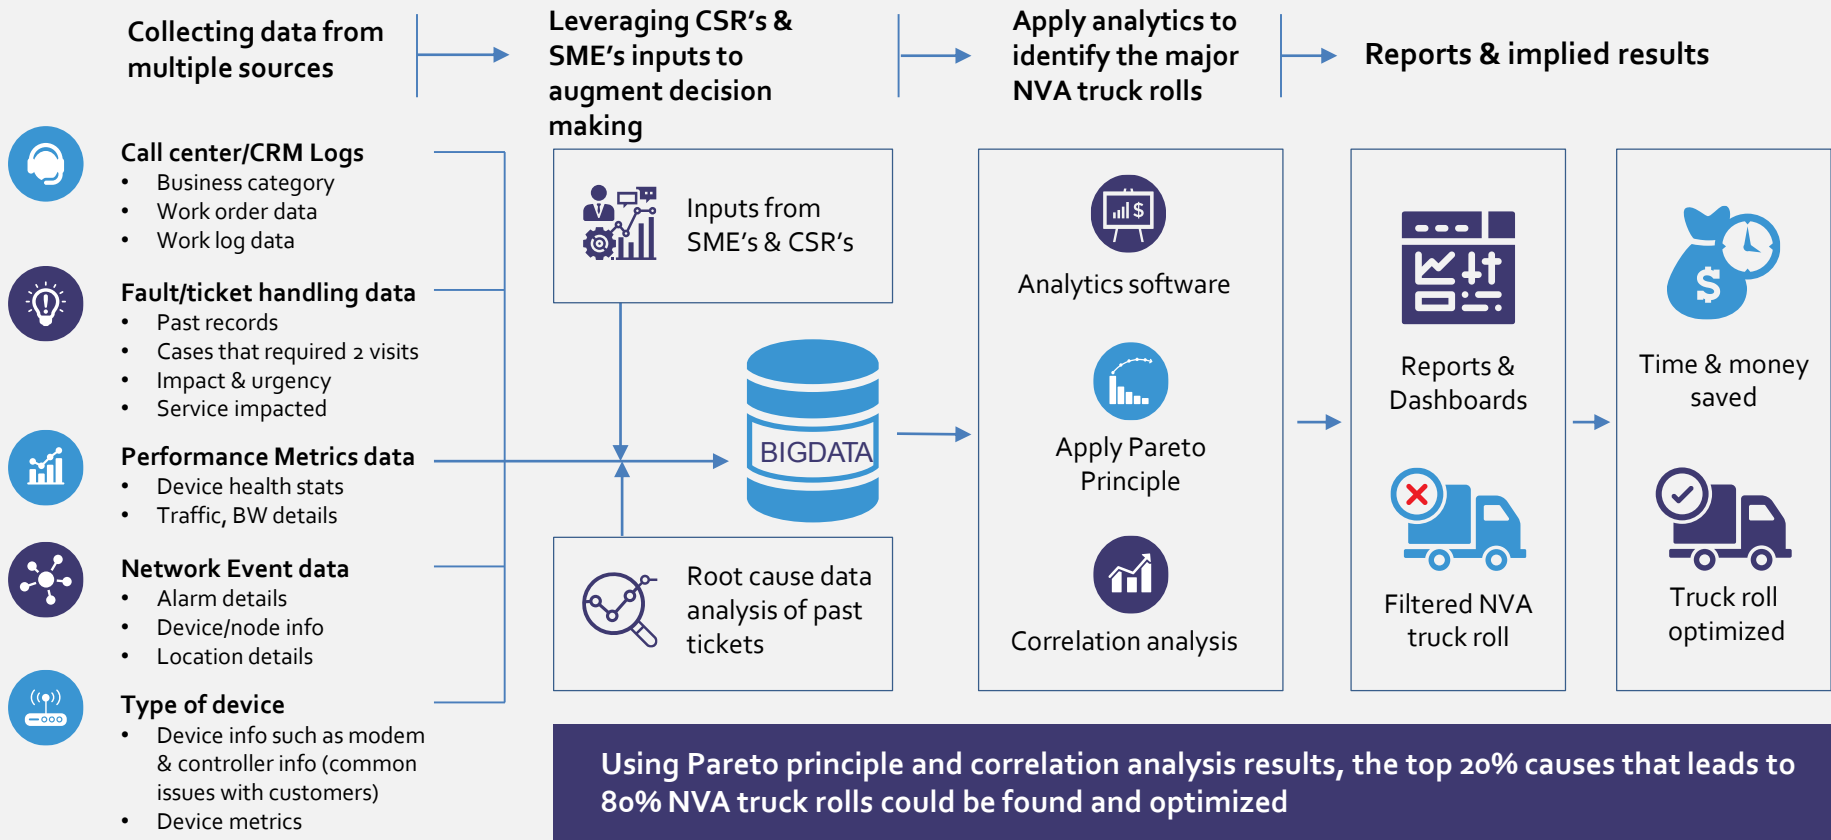 Collecting data from
multiple sources
Leveraging CSR's &
SME's inputs to
augment decision
making
Apply analytics to
identify the major
NVA truck rolls
Reports & implied results
Call center/CRM Logs
• Business category
• Work order data
• Work log data
Fault/ticket handling data
• Past records
• Cases that required 2 visits
• Impact & urgency
• Service impacted
Performance Metrics data
• Device health stats
• Traffic, BW details
Network Event data
• Alarm details
• Device/node info
• Location details
Type of device
• Device info such as modem
& controller info (common
issues with customers)
• Device metrics
Inputs from
SME's & CSR's
BIGDATA
Root cause data
analysis of past
tickets
$
Analytics software
Apply Pareto
Principle
Correlation analysis
Reports &
Dashboards
Filtered NVA
truck roll
$
Time & money
saved
Truck roll
optimized
Using Pareto principle and correlation analysis results, the top 20% causes that leads to
80% NVA truck rolls could be found and optimized